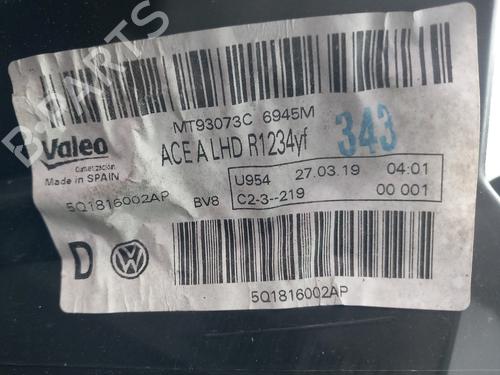 MT93073C 6945M
Valeo
Climatización
Made in SPAIN
ACE A LHD R1234yf
343
U954 27.03.19 04:01
C2-3--219 00 001
5Q1816002AP BV8
D
5Q1816002AP
B-PARTS